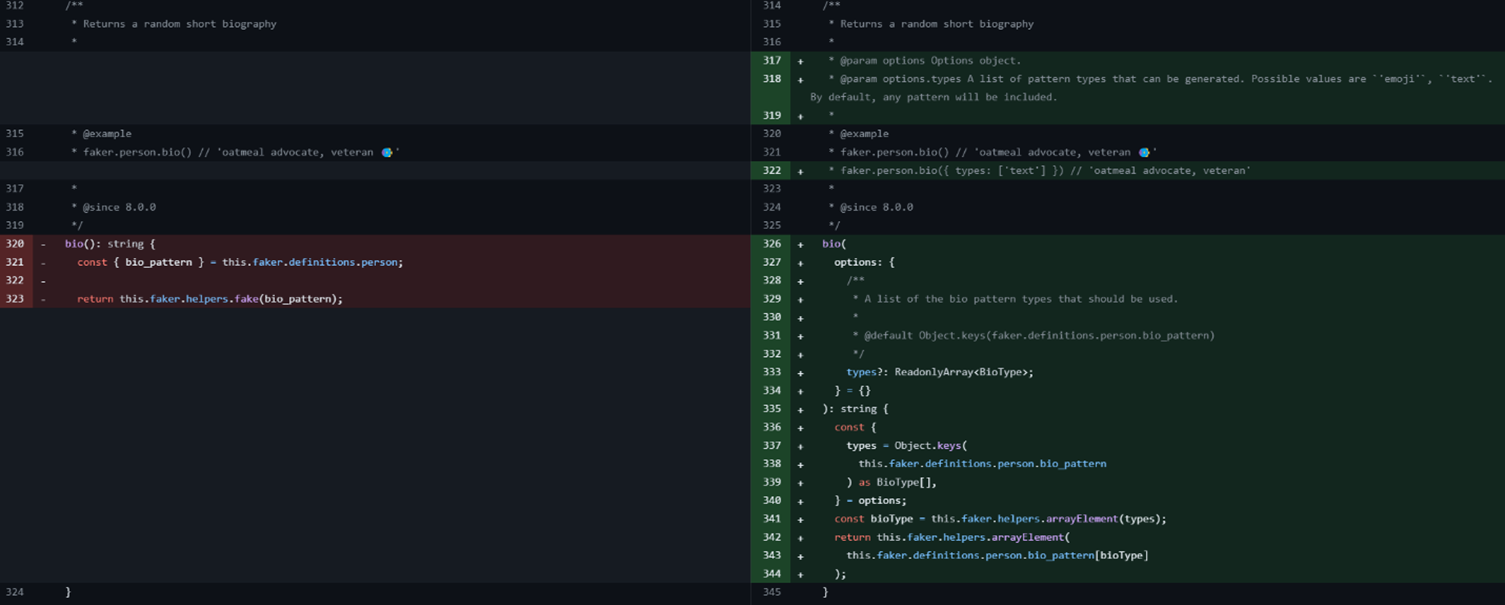 312 /**
313 * Returns a random short biography
314 *
315 * @example
316 * faker.person.bio() // 'oatmeal advocate, veteran 🐠'
317 *
318 * @since 8.0.0
319 */
320 - bio(): string {
321 - const { bio_pattern } = this.faker.definitions.person;
322 -
323 - return this.faker.helpers.fake(bio_pattern);
324 }
314 /**
315 * Returns a random short biography
316 *
317 + * @param options Options object.
318 + * @param options.types A list of pattern types that can be generated. Possible values are `'emoji'`, `'text'`.
By default, any pattern will be included.
319 + *
320 * @example
321 * faker.person.bio() // 'oatmeal advocate, veteran 🐠'
322 + * faker.person.bio({ types: ['text'] }) // 'oatmeal advocate, veteran'
323 *
324 * @since 8.0.0
325 */
326 + bio(
327 + options: {
328 + /**
329 + * A list of the bio pattern types that should be used.
330 + *
331 + * @default Object.keys(faker.definitions.person.bio_pattern)
332 + */
333 + types?: ReadonlyArray<BioType>;
334 + } = {}
335 + ): string {
336 + const {
337 + types = Object.keys(
338 + this.faker.definitions.person.bio_pattern
339 + ) as BioType[],
340 + } = options;
341 + const bioType = this.faker.helpers.arrayElement(types);
342 + return this.faker.helpers.arrayElement(
343 + this.faker.definitions.person.bio_pattern[bioType]
344 + );
345 }